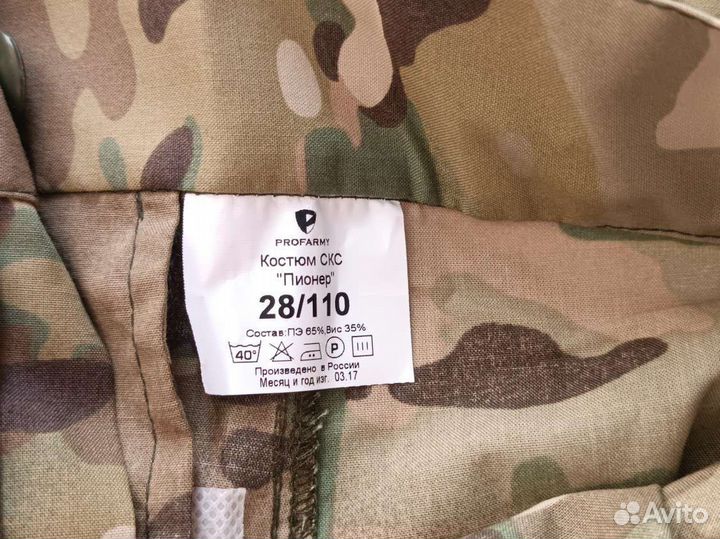 PROFARMY
Костюм СКС
"Пионер"
28/110
Состав:ПЭ 65%,Вис 35%
40° P
Произведено в России
Месяц и год изг. 03.17
Avito